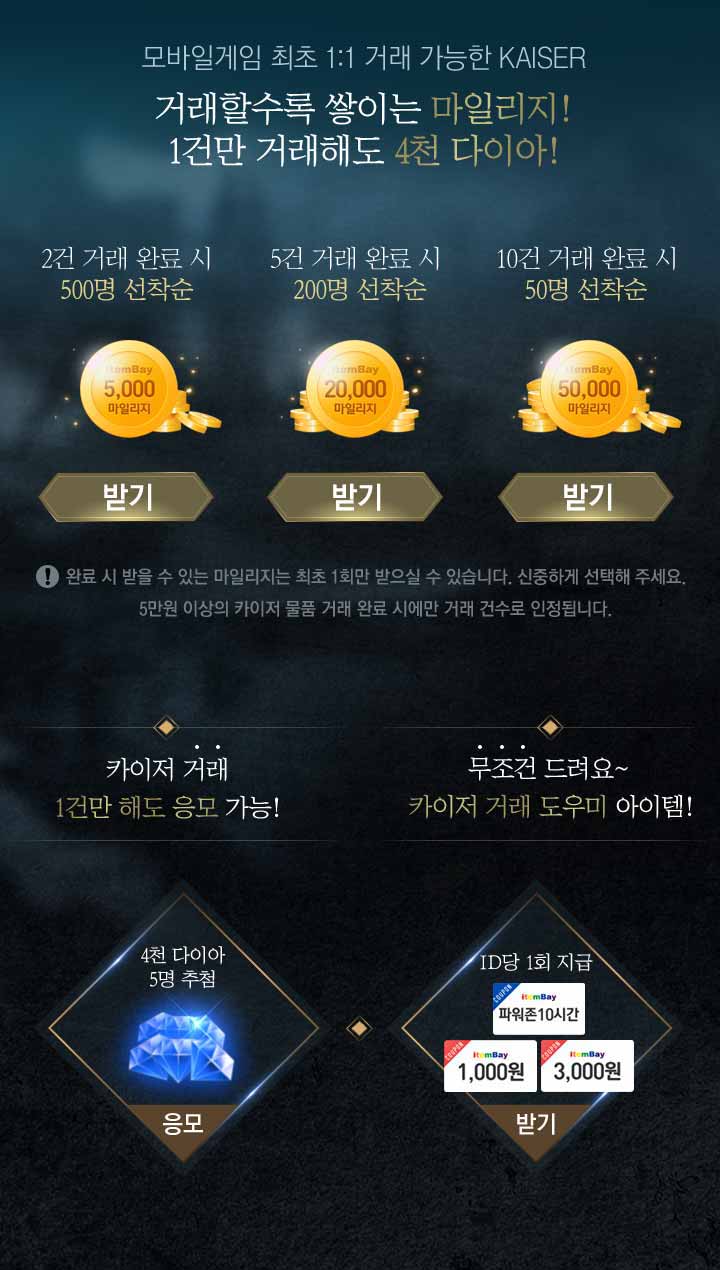 모바일게임 최초 1:1 거래 가능한 KAISER
거래할수록 쌓이는 마일리지!
1건만 거래해도 4천 다이아!
2건 거래 완료 시
500명 선착순
5건 거래 완료 시
200명 선착순
10건 거래 완료 시
50명 선착순
itemBay
5,000
마일리지
itemBay
20,000
마일리지
itemBay
50,000
마일리지
받기
받기
받기
! 완료 시 받을 수 있는 마일리지는 최초 1회만 받으실 수 있습니다. 신중하게 선택해 주세요.
5만원 이상의 카이저 물품 거래 완료 시에만 거래 건수로 인정됩니다.
카이저 거래
1건만 해도 응모 가능!
무조건 드려요~
카이저 거래 도우미 아이템!
4천 다이아
5명 추첨
응모
ID당 1회 지급
COUPON
itemBay
파워존10시간
COUPON
itemBay
1,000원
COUPON
itemBay
3,000원
받기